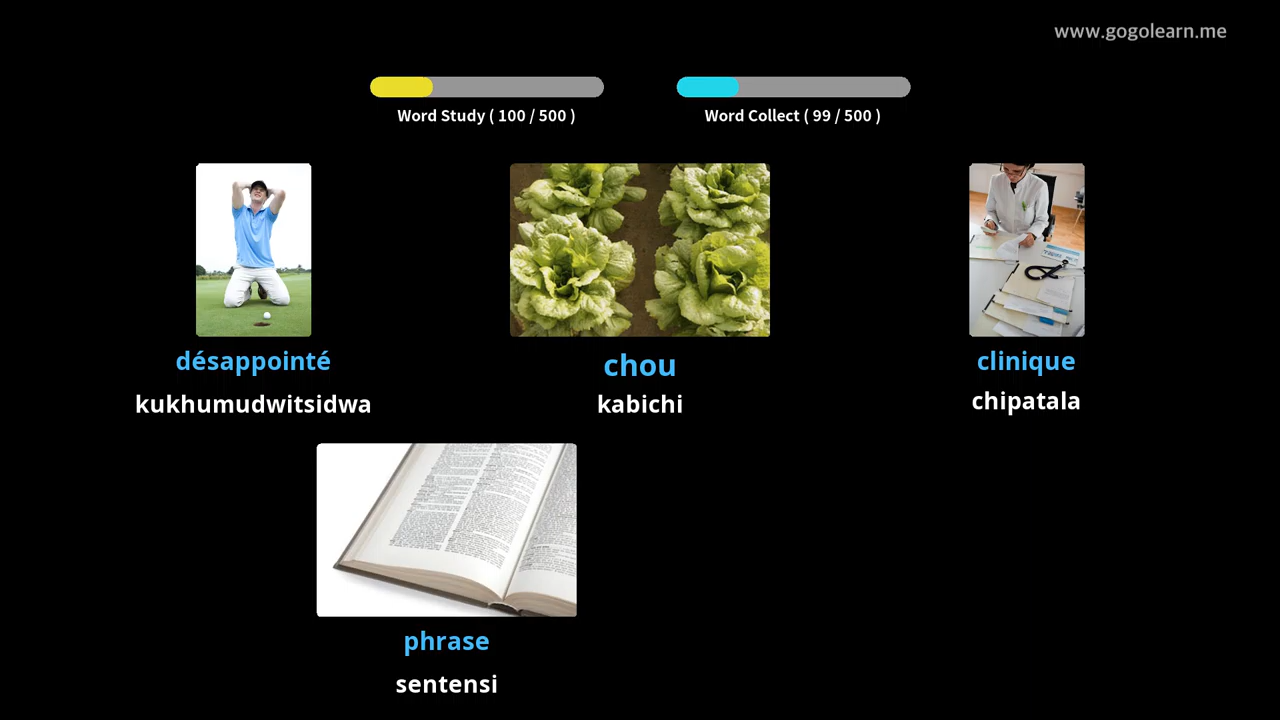 www.gogolearn.me
Word Study ( 100 / 500 )
Word Collect ( 99 / 500 )
désappointé
chou
clinique
kukhumudwitsidwa
kabichi
chipatala
phrase
sentensi